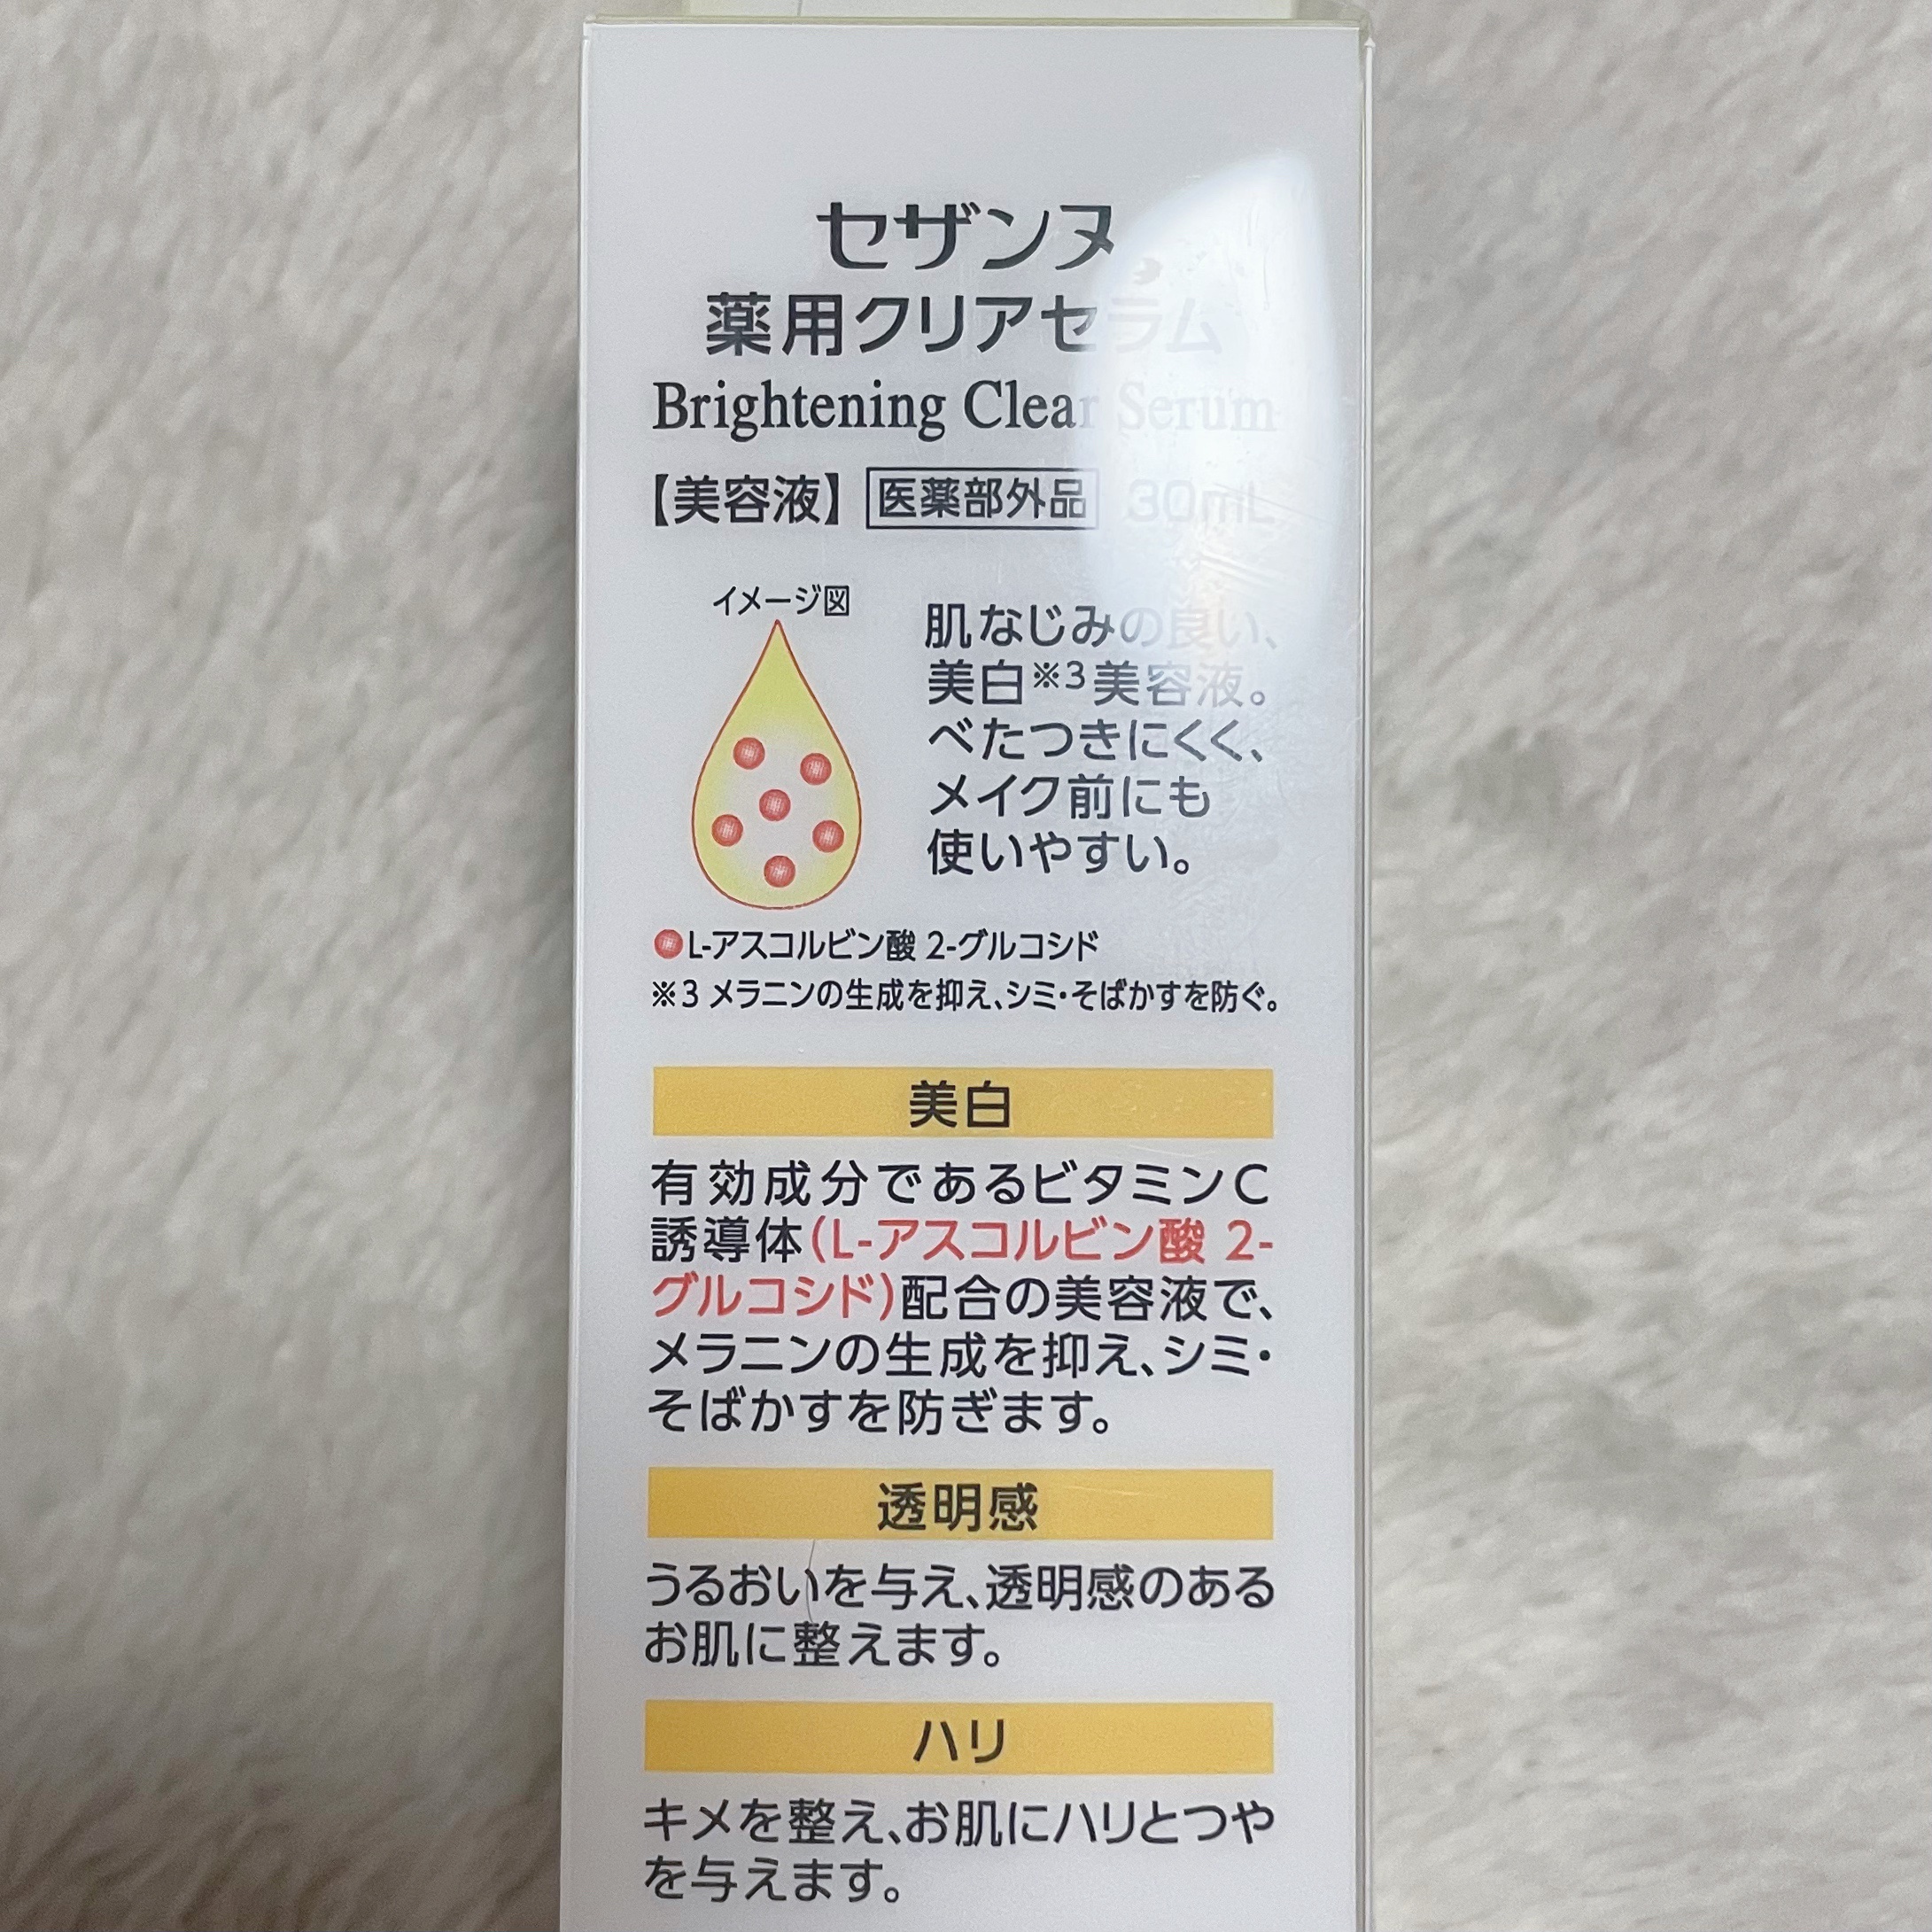 セザンヌ
薬用クリアセラム
Brightening Clear Serum
【美容液】 医薬部外品 30mL
イメージ図
肌なじみの良い、
美白※3美容液。
べたつきにくく、
メイク前にも
使いやすい。
L-アスコルビン酸 2-グルコシド
※3 メラニンの生成を抑え、シミ・そばかすを防ぐ。
美白
有効成分であるビタミンC
誘導体(L-アスコルビン酸 2-
グルコシド)配合の美容液で、
メラニンの生成を抑え、シミ・
そばかすを防ぎます。
透明感
うるおいを与え、透明感のある
お肌に整えます。
ハリ
キメを整え、お肌にハリとつや
を与えます。